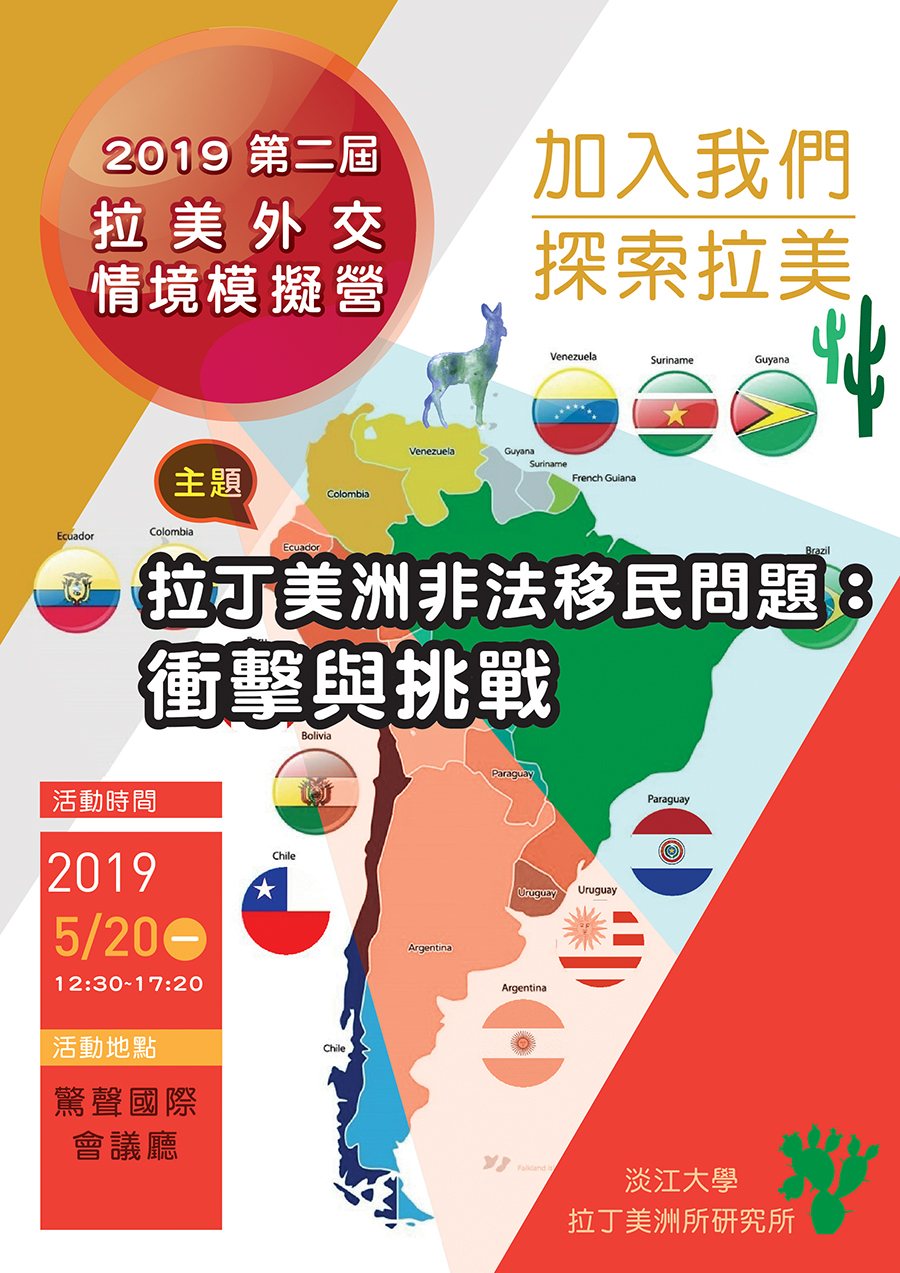 2019 第二屆
拉美外交
情境模擬營
加入我們
探索拉美
Venezuela
Suriname
Guyana
主題
Venezuela
Guyana
Suriname
French Guiana
Colombia
Ecuador
Colombia
Ecuador
Brazil
拉丁美洲非法移民問題：
衝擊與挑戰
Bolivia
Paraguay
Paraguay
Chile
Uruguay
Uruguay
Argentina
Argentina
Chile
活動時間
2019
5/20㊀
12:30~17:20
活動地點
驚聲國際
會議廳
淡江大學
拉丁美洲所研究所